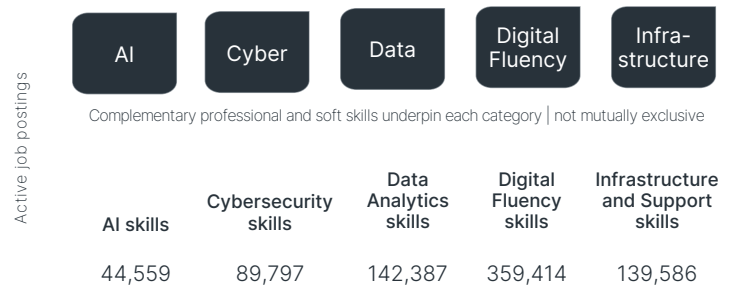 AI
Cyber
Data
Digital
Fluency
Infra-
structure
Complementary professional and soft skills underpin each category | not mutually exclusive
Active job postings
AI skills
Cybersecurity
skills
Data
Analytics
skills
Digital
Fluency
skills
Infrastructure
and Support
skills
44,559
89,797
142,387
359,414
139,586